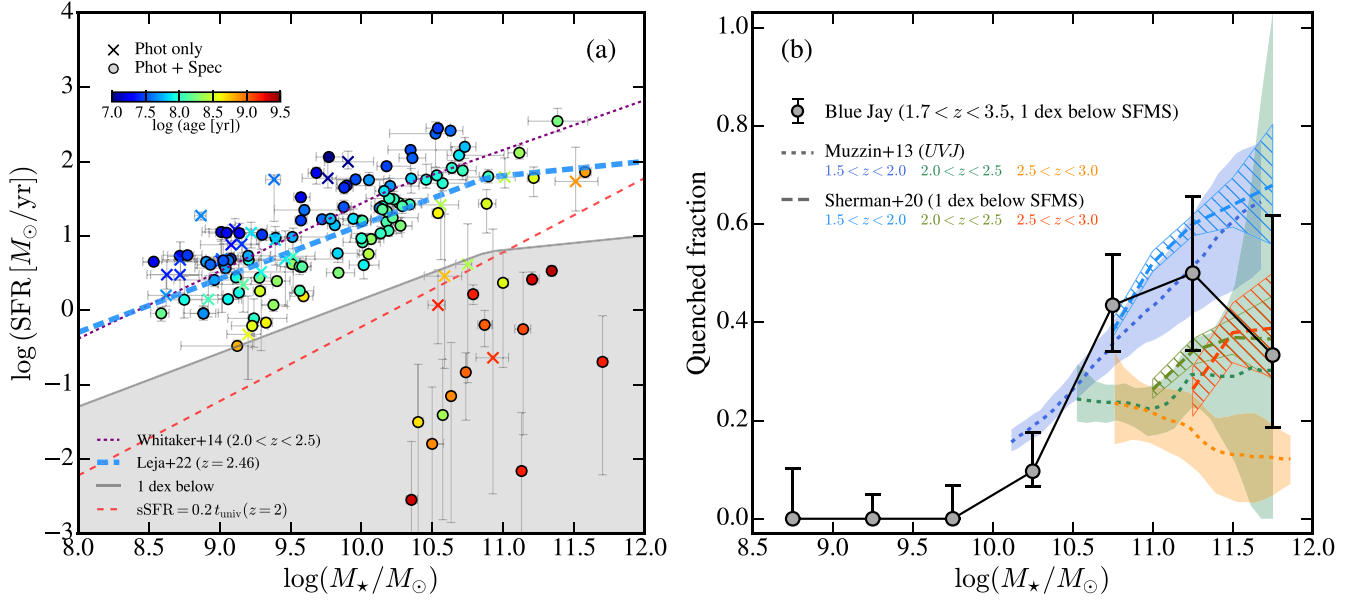 (a)
Phot only
Phot + Spec
7.0 7.5 8.0 8.5 9.0 9.5
log (age [yr])
Whitaker+14 (2.0 < z < 2.5)
Leja+22 (z = 2.46)
1 dex below
sSFR = 0.2 t_univ(z = 2)
4
3
2
1
0
−1
−2
−3
log (SFR [M☉/yr])
8.0 8.5 9.0 9.5 10.0 10.5 11.0 11.5 12.0
log(M⋆/M☉)
(b)
Blue Jay (1.7 < z < 3.5, 1 dex below SFMS)
Muzzin+13 (UVJ)
1.5 < z < 2.0 2.0 < z < 2.5 2.5 < z < 3.0
Sherman+20 (1 dex below SFMS)
1.5 < z < 2.0 2.0 < z < 2.5 2.5 < z < 3.0
1.0
0.8
0.6
0.4
0.2
0.0
Quenched fraction
8.5 9.0 9.5 10.0 10.5 11.0 11.5 12.0
log(M⋆/M☉)